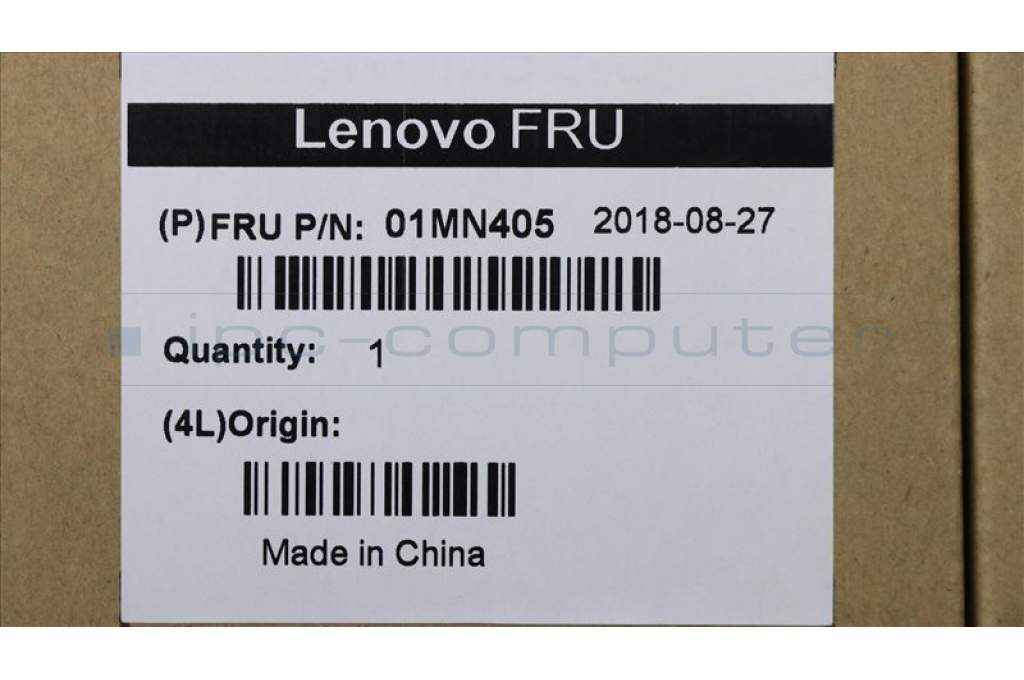 Lenovo FRU
(P)FRU P/N: 01MN405 2018-08-27
ipc-computer
Quantity: 1
(4L)Origin:
Made in China